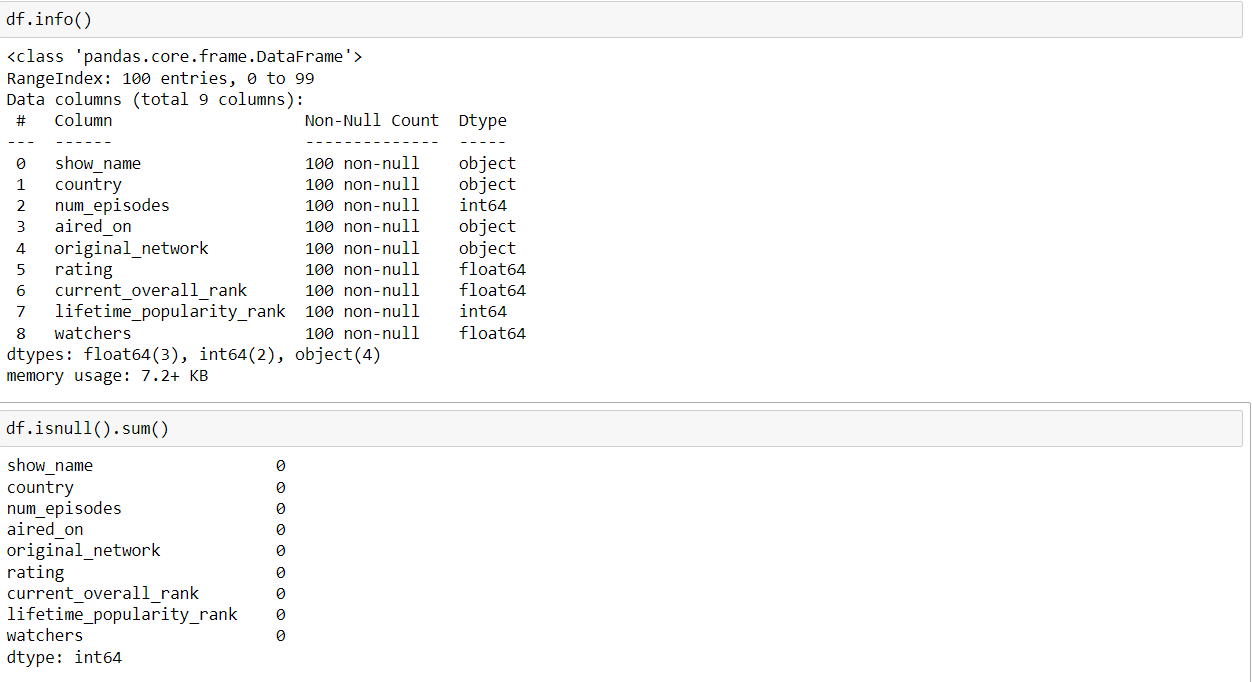 df.info()
<class 'pandas.core.frame.DataFrame'>
RangeIndex: 100 entries, 0 to 99
Data columns (total 9 columns):
 #   Column                    Non-Null Count  Dtype
---  ------                    --------------  -----
 0   show_name                 100 non-null    object
 1   country                   100 non-null    object
 2   num_episodes              100 non-null    int64
 3   aired_on                  100 non-null    object
 4   original_network          100 non-null    object
 5   rating                    100 non-null    float64
 6   current_overall_rank      100 non-null    float64
 7   lifetime_popularity_rank  100 non-null    int64
 8   watchers                  100 non-null    float64
dtypes: float64(3), int64(2), object(4)
memory usage: 7.2+ KB
df.isnull().sum()
show_name                   0
country                     0
num_episodes                0
aired_on                    0
original_network            0
rating                      0
current_overall_rank        0
lifetime_popularity_rank    0
watchers                    0
dtype: int64